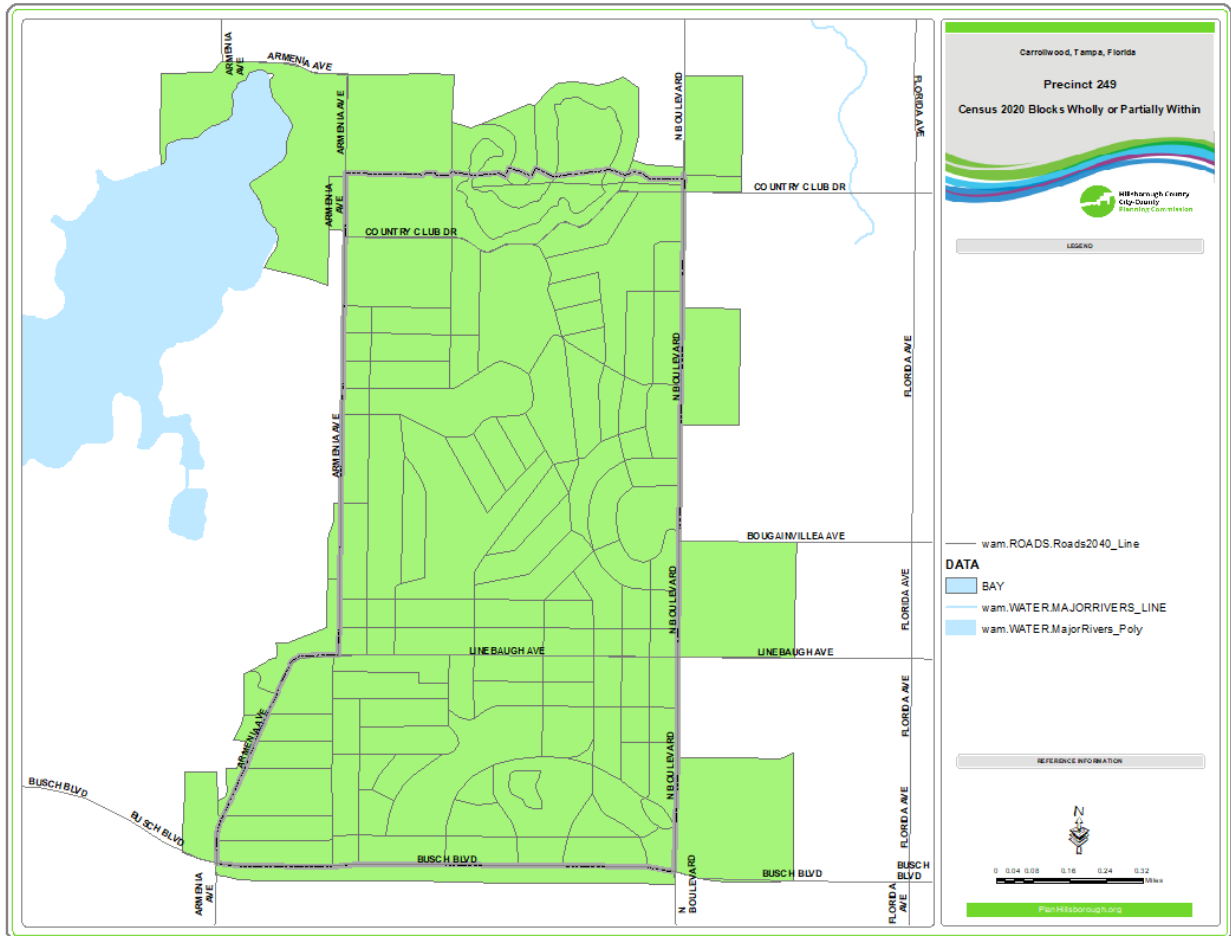 ARMENIA
AVE
ARMENIA AVE
ARMENIA AVE
N BOULEVARD
FLORIDA AVE
ARMENIA
AVE
COUNTRY CLUB DR
COUNTRY CLUB DR
N BOULEVARD
FLORIDA AVE
ARMENIA AVE
BOUGAINVILLEA AVE
N BOULEVARD
FLORIDA AVE
LINEBAUGH AVE
LINEBAUGH AVE
FLORIDA AVE
ARMENIA AVE
N BOULEVARD
BUSCH BLVD
BUSCH BLVD
FLORIDA AVE
BUSCH BLVD
BUSCH BLVD
BUSCH
BLVD
ARMENIA
AVE
N
BOULEVARD
FLORIDA
AVE
Carrollwood, Tampa, Florida
Precinct 249
Census 2020 Blocks Wholly or Partially Within
Hillsborough County
City-County
Planning Commission
LEGEND
wam.ROADS.Roads2040_Line
DATA
BAY
wam.WATER.MAJORRIVERS_LINE
wam.WATER.MajorRivers_Poly
REFERENCE INFORMATION
N
0 0.04 0.08 0.16 0.24 0.32
Miles
PlanHillsborough.org